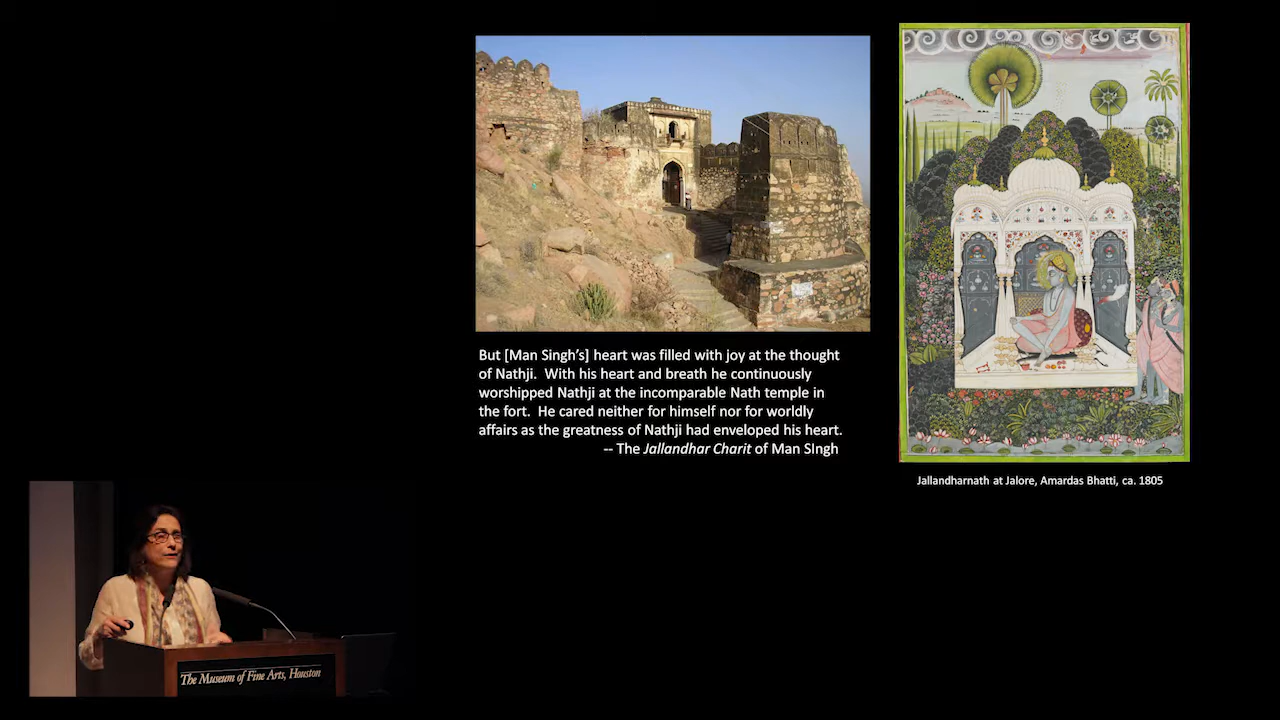 But [Man Singh's] heart was filled with joy at the thought
of Nathji.  With his heart and breath he continuously
worshipped Nathji at the incomparable Nath temple in
the fort.  He cared neither for himself nor for worldly
affairs as the greatness of Nathji had enveloped his heart.
-- The Jallandhar Charit of Man SIngh
Jallandharnath at Jalore, Amardas Bhatti, ca. 1805
The Museum of Fine Arts, Houston